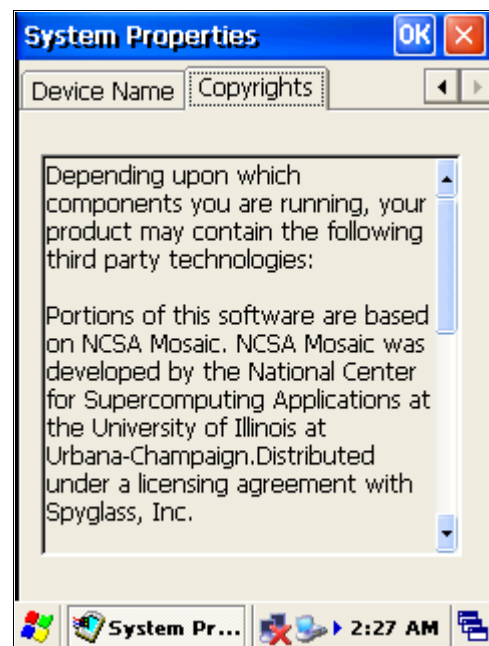 System Properties
OK
Device Name
Copyrights
Depending upon which
components you are running, your
product may contain the following
third party technologies:
Portions of this software are based
on NCSA Mosaic. NCSA Mosaic was
developed by the National Center
for Supercomputing Applications at
the University of Illinois at
Urbana-Champaign.Distributed
under a licensing agreement with
Spyglass, Inc.
System Pr...
2:27 AM